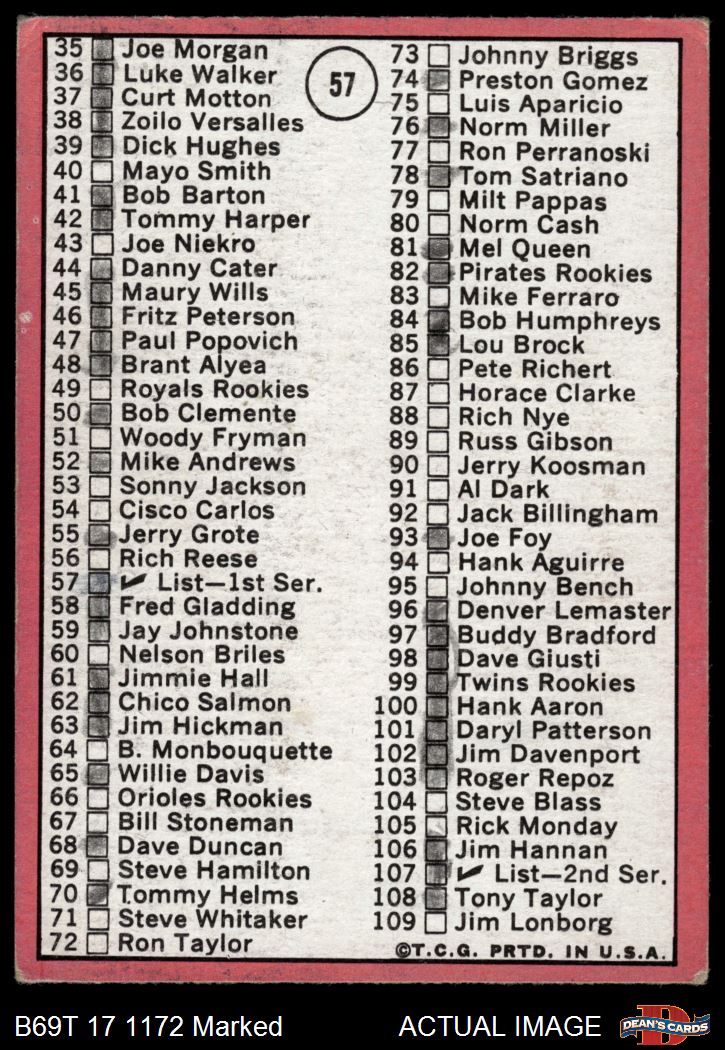 57
35 Joe Morgan
36 Luke Walker
37 Curt Motton
38 Zoilo Versalles
39 Dick Hughes
40 Mayo Smith
41 Bob Barton
42 Tommy Harper
43 Joe Niekro
44 Danny Cater
45 Maury Wills
46 Fritz Peterson
47 Paul Popovich
48 Brant Alyea
49 Royals Rookies
50 Bob Clemente
51 Woody Fryman
52 Mike Andrews
53 Sonny Jackson
54 Cisco Carlos
55 Jerry Grote
56 Rich Reese
57 ✔ List—1st Ser.
58 Fred Gladding
59 Jay Johnstone
60 Nelson Briles
61 Jimmie Hall
62 Chico Salmon
63 Jim Hickman
64 B. Monbouquette
65 Willie Davis
66 Orioles Rookies
67 Bill Stoneman
68 Dave Duncan
69 Steve Hamilton
70 Tommy Helms
71 Steve Whitaker
72 Ron Taylor
73 Johnny Briggs
74 Preston Gomez
75 Luis Aparicio
76 Norm Miller
77 Ron Perranoski
78 Tom Satriano
79 Milt Pappas
80 Norm Cash
81 Mel Queen
82 Pirates Rookies
83 Mike Ferraro
84 Bob Humphreys
85 Lou Brock
86 Pete Richert
87 Horace Clarke
88 Rich Nye
89 Russ Gibson
90 Jerry Koosman
91 Al Dark
92 Jack Billingham
93 Joe Foy
94 Hank Aguirre
95 Johnny Bench
96 Denver Lemaster
97 Buddy Bradford
98 Dave Giusti
99 Twins Rookies
100 Hank Aaron
101 Daryl Patterson
102 Jim Davenport
103 Roger Repoz
104 Steve Blass
105 Rick Monday
106 Jim Hannan
107 ✔ List—2nd Ser.
108 Tony Taylor
109 Jim Lonborg
©T.C.G. PRTD. IN U.S.A.
B69T 17 1172 Marked
ACTUAL IMAGE
D
DEAN'S CARDS